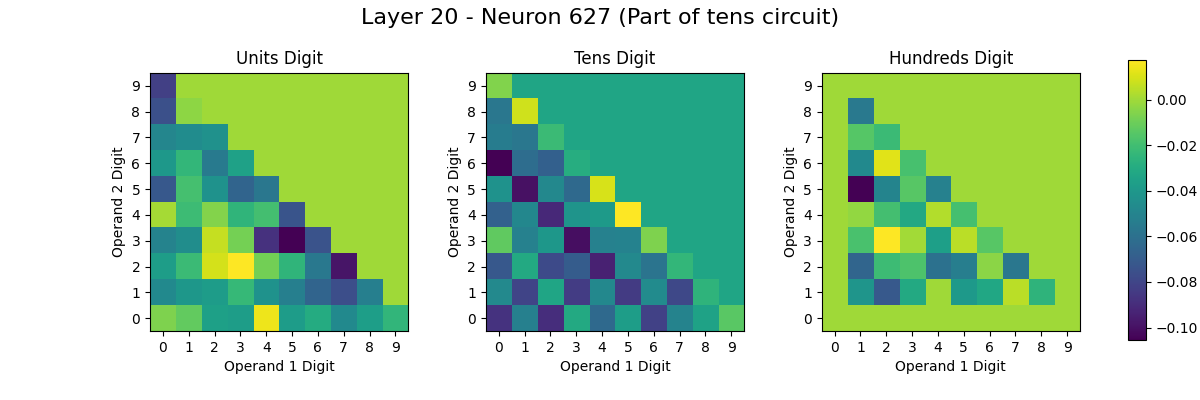 Layer 20 - Neuron 627 (Part of tens circuit)
Units Digit
Tens Digit
Hundreds Digit
Operand 2 Digit
9
8
7
6
5
4
3
2
1
0
0 1 2 3 4 5 6 7 8 9
Operand 1 Digit
Operand 2 Digit
9
8
7
6
5
4
3
2
1
0
0 1 2 3 4 5 6 7 8 9
Operand 1 Digit
Operand 2 Digit
9
8
7
6
5
4
3
2
1
0
0 1 2 3 4 5 6 7 8 9
Operand 1 Digit
0.00
−0.02
−0.04
−0.06
−0.08
−0.10